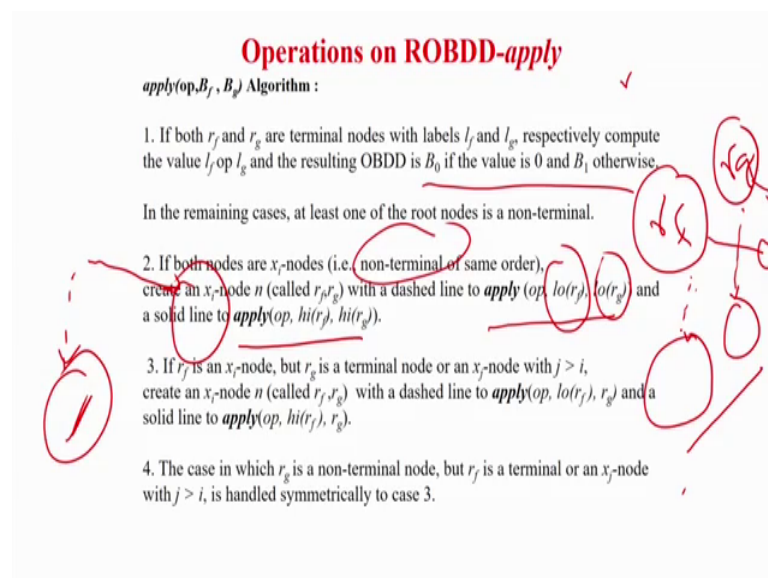 Operations on ROBDD-apply
apply(op,Bf , Bg) Algorithm :
1. If both rf and rg are terminal nodes with labels lf and lg, respectively compute
the value lf op lg and the resulting OBDD is B0 if the value is 0 and B1 otherwise.
In the remaining cases, at least one of the root nodes is a non-terminal.
2. If both nodes are xi-nodes (i.e., non-terminal of same order),
create an xi-node n (called rf,rg) with a dashed line to apply (op, lo(rf), lo(rg) and
a solid line to apply(op, hi(rf), hi(rg)).
3. If rf is an xi-node, but rg is a terminal node or an xj-node with j > i,
create an xi-node n (called rf ,rg) with a dashed line to apply(op, lo(rf), rg) and a
solid line to apply(op, hi(rf), rg).
4. The case in which rg is a non-terminal node, but rf is a terminal or an xj-node
with j > i, is handled symmetrically to case 3.
rg
rf